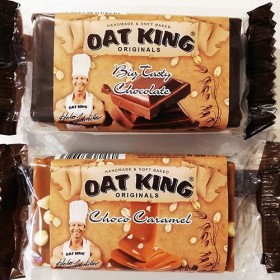 HANDMADE & SOFT BAKED
OAT KING
ORIGINALS
Big Tasty
Chocolate
HANDMADE & SOFT BAKED
OAT KING
ORIGINALS
Choco Caramel